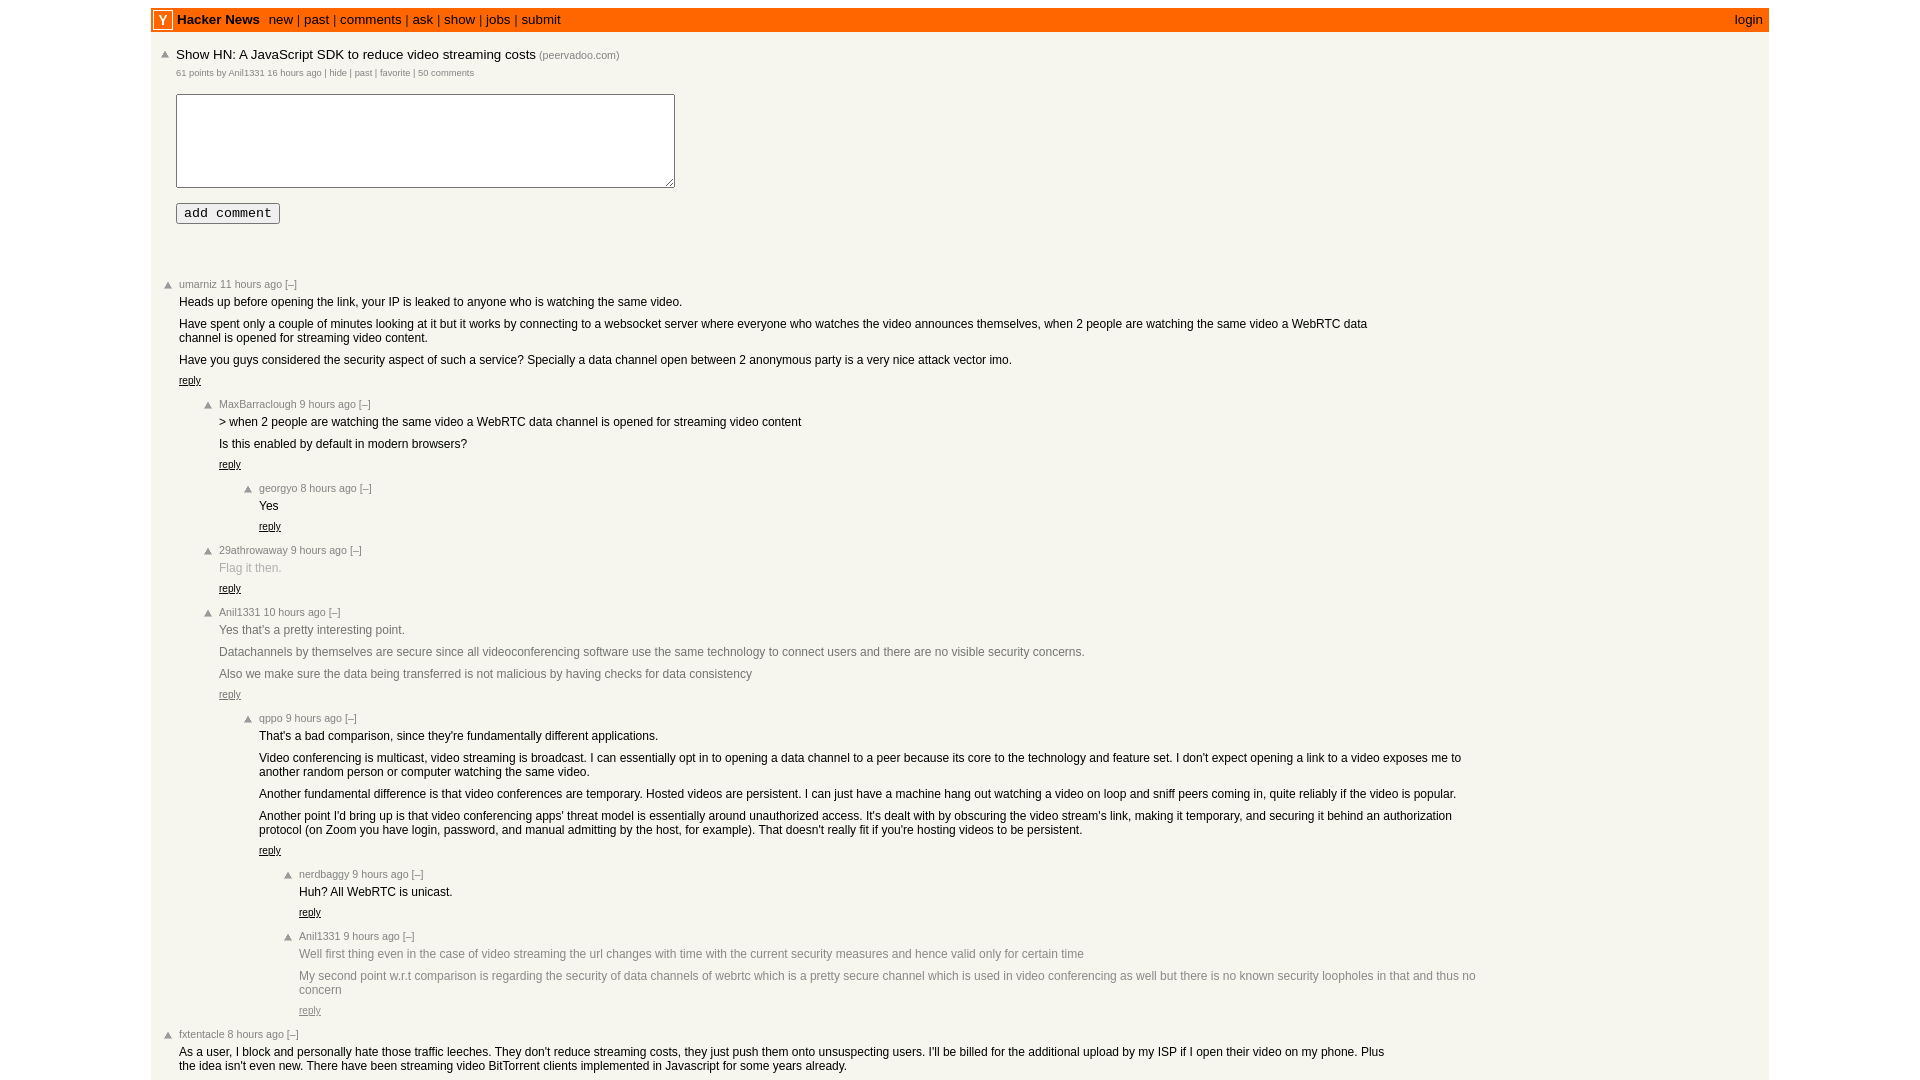 Y Hacker News new | past | comments | ask | show | jobs | submit login
Show HN: A JavaScript SDK to reduce video streaming costs (peervadoo.com)
61 points by Anil1331 16 hours ago | hide | past | favorite | 50 comments
add comment
umarniz 11 hours ago [–]
Heads up before opening the link, your IP is leaked to anyone who is watching the same video.
Have spent only a couple of minutes looking at it but it works by connecting to a websocket server where everyone who watches the video announces themselves, when 2 people are watching the same video a WebRTC data
channel is opened for streaming video content.
Have you guys considered the security aspect of such a service? Specially a data channel open between 2 anonymous party is a very nice attack vector imo.
reply
MaxBarraclough 9 hours ago [–]
> when 2 people are watching the same video a WebRTC data channel is opened for streaming video content
Is this enabled by default in modern browsers?
reply
georgyo 8 hours ago [–]
Yes
reply
29athrowaway 9 hours ago [–]
Flag it then.
reply
Anil1331 10 hours ago [–]
Yes that's a pretty interesting point.
Datachannels by themselves are secure since all videoconferencing software use the same technology to connect users and there are no visible security concerns.
Also we make sure the data being transferred is not malicious by having checks for data consistency
reply
qppo 9 hours ago [–]
That's a bad comparison, since they're fundamentally different applications.
Video conferencing is multicast, video streaming is broadcast. I can essentially opt in to opening a data channel to a peer because its core to the technology and feature set. I don't expect opening a link to a video exposes me to
another random person or computer watching the same video.
Another fundamental difference is that video conferences are temporary. Hosted videos are persistent. I can just have a machine hang out watching a video on loop and sniff peers coming in, quite reliably if the video is popular.
Another point I'd bring up is that video conferencing apps' threat model is essentially around unauthorized access. It's dealt with by obscuring the video stream's link, making it temporary, and securing it behind an authorization
protocol (on Zoom you have login, password, and manual admitting by the host, for example). That doesn't really fit if you're hosting videos to be persistent.
reply
nerdbaggy 9 hours ago [–]
Huh? All WebRTC is unicast.
reply
Anil1331 9 hours ago [–]
Well first thing even in the case of video streaming the url changes with time with the current security measures and hence valid only for certain time
My second point w.r.t comparison is regarding the security of data channels of webrtc which is a pretty secure channel which is used in video conferencing as well but there is no known security loopholes in that and thus no
concern
reply
fxtentacle 8 hours ago [–]
As a user, I block and personally hate those traffic leeches. They don't reduce streaming costs, they just push them onto unsuspecting users. I'll be billed for the additional upload by my ISP if I open their video on my phone. Plus
the idea isn't even new. There have been streaming video BitTorrent clients implemented in Javascript for some years already.